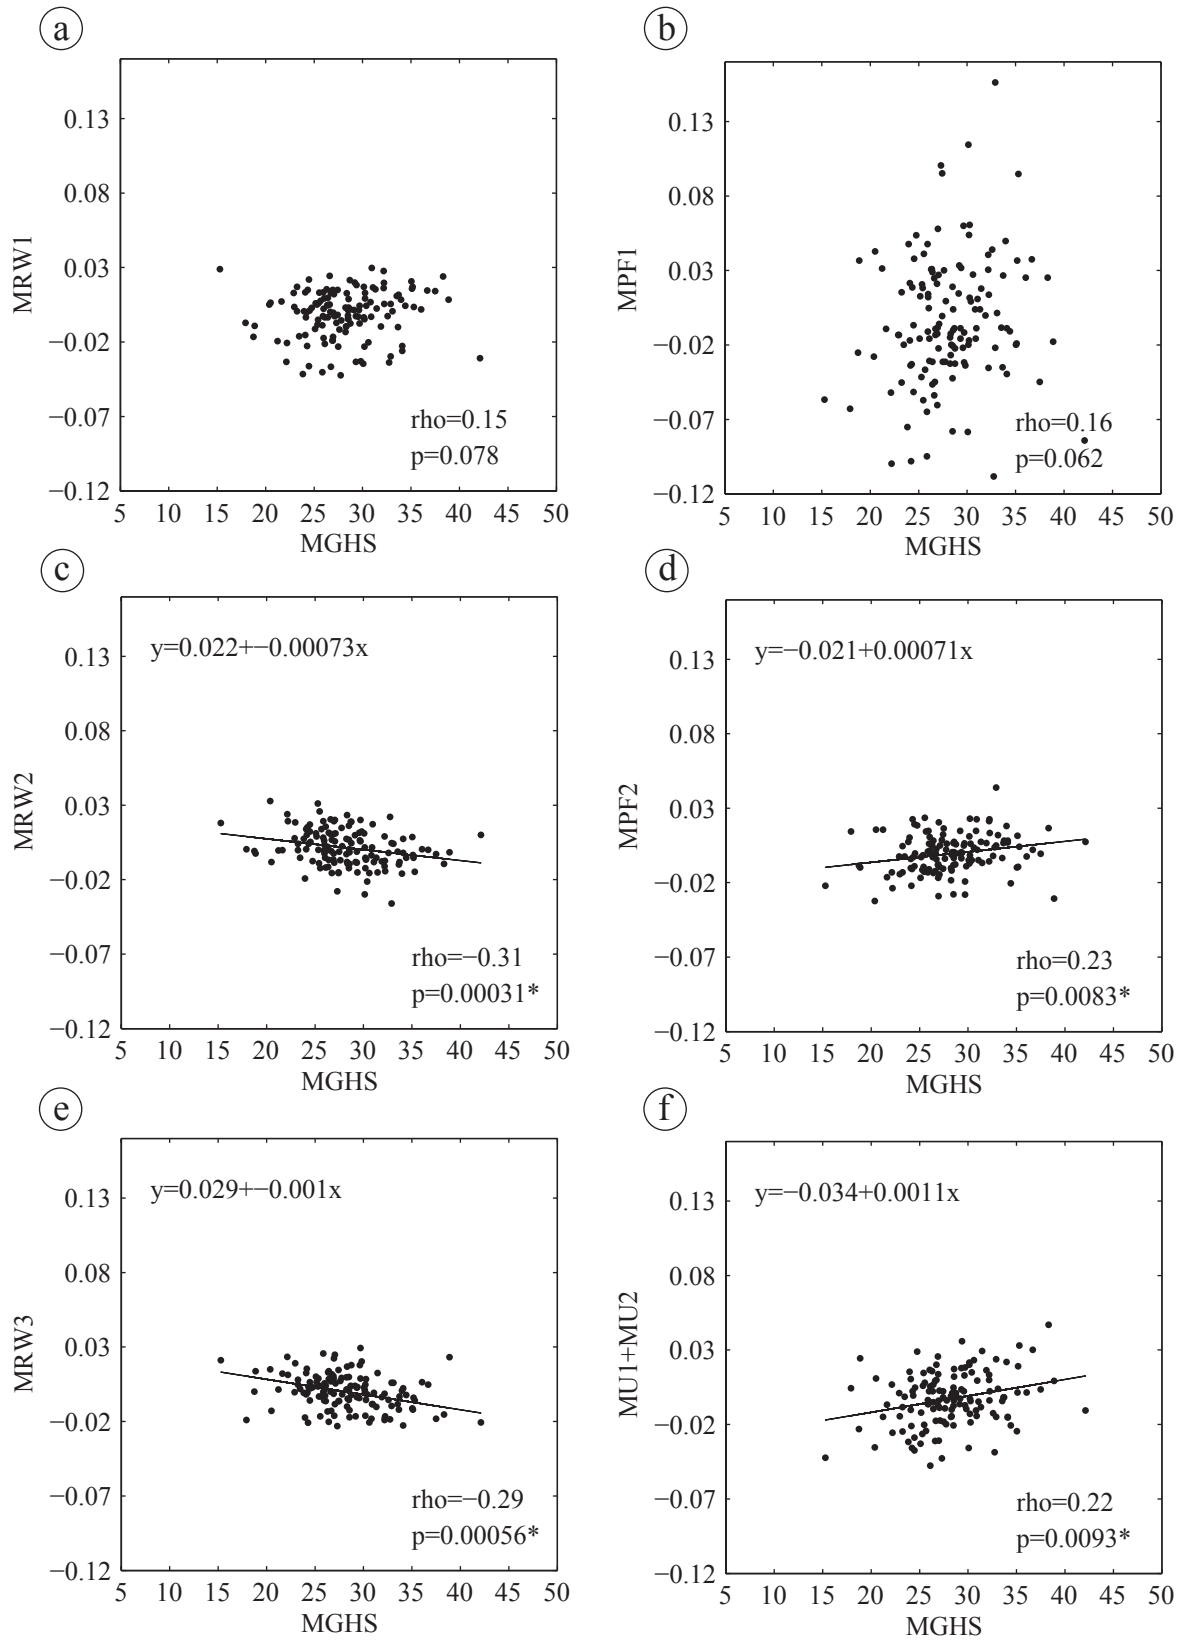 a
0.13
0.08
0.03
−0.02
−0.07
−0.12
MRW1
rho=0.15
p=0.078
5 10 15 20 25 30 35 40 45 50
MGHS
b
0.13
0.08
0.03
−0.02
−0.07
−0.12
MPF1
rho=0.16
p=0.062
5 10 15 20 25 30 35 40 45 50
MGHS
c
y=0.022+−0.00073x
0.13
0.08
0.03
−0.02
−0.07
−0.12
MRW2
rho=−0.31
p=0.00031*
5 10 15 20 25 30 35 40 45 50
MGHS
d
y=−0.021+0.00071x
0.13
0.08
0.03
−0.02
−0.07
−0.12
MPF2
rho=0.23
p=0.0083*
5 10 15 20 25 30 35 40 45 50
MGHS
e
y=0.029+−0.001x
0.13
0.08
0.03
−0.02
−0.07
−0.12
MRW3
rho=−0.29
p=0.00056*
5 10 15 20 25 30 35 40 45 50
MGHS
f
y=−0.034+0.0011x
0.13
0.08
0.03
−0.02
−0.07
−0.12
MU1+MU2
rho=0.22
p=0.0093*
5 10 15 20 25 30 35 40 45 50
MGHS